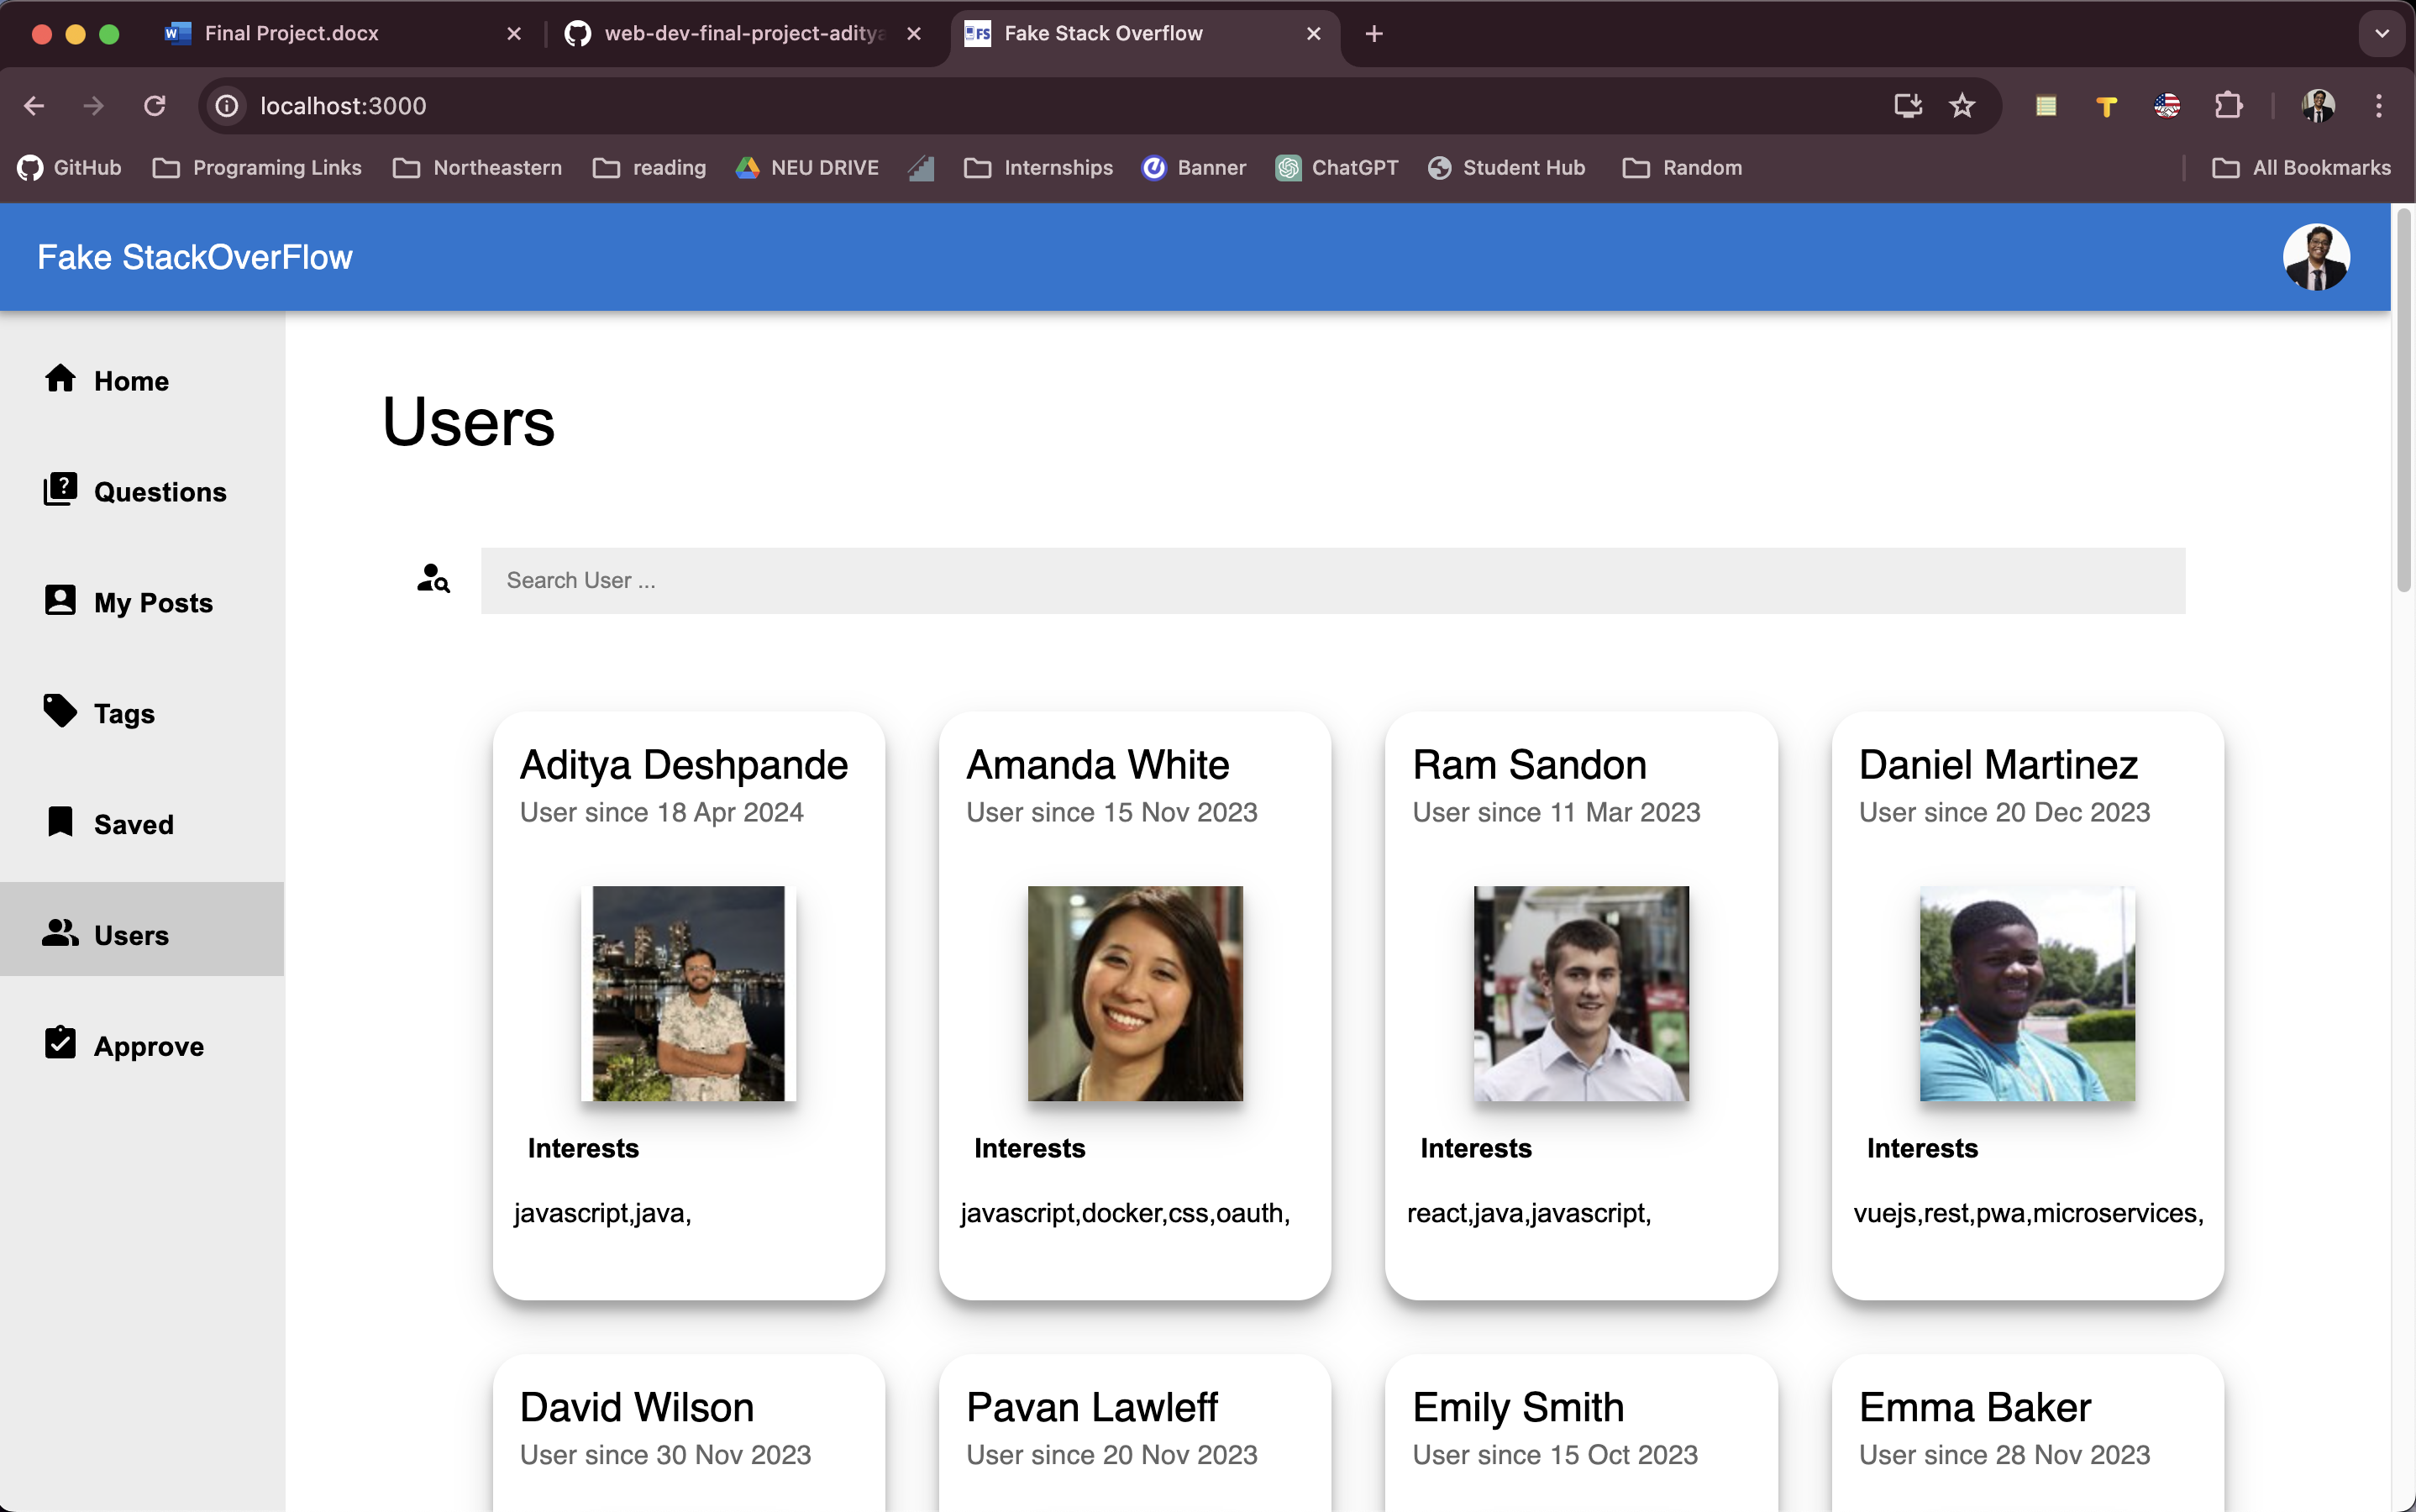 Final Project.docx
web-dev-final-project-aditya
FS
Fake Stack Overflow
localhost:3000
GitHub
Programing Links
Northeastern
reading
NEU DRIVE
Internships
Banner
ChatGPT
Student Hub
Random
All Bookmarks
Fake StackOverFlow
Home
Questions
My Posts
Tags
Saved
Users
Approve
Users
Search User ...
Aditya Deshpande
User since 18 Apr 2024
Interests
javascript,java,
Amanda White
User since 15 Nov 2023
Interests
javascript,docker,css,oauth,
Ram Sandon
User since 11 Mar 2023
Interests
react,java,javascript,
Daniel Martinez
User since 20 Dec 2023
Interests
vuejs,rest,pwa,microservices,
David Wilson
User since 30 Nov 2023
Pavan Lawleff
User since 20 Nov 2023
Emily Smith
User since 15 Oct 2023
Emma Baker
User since 28 Nov 2023